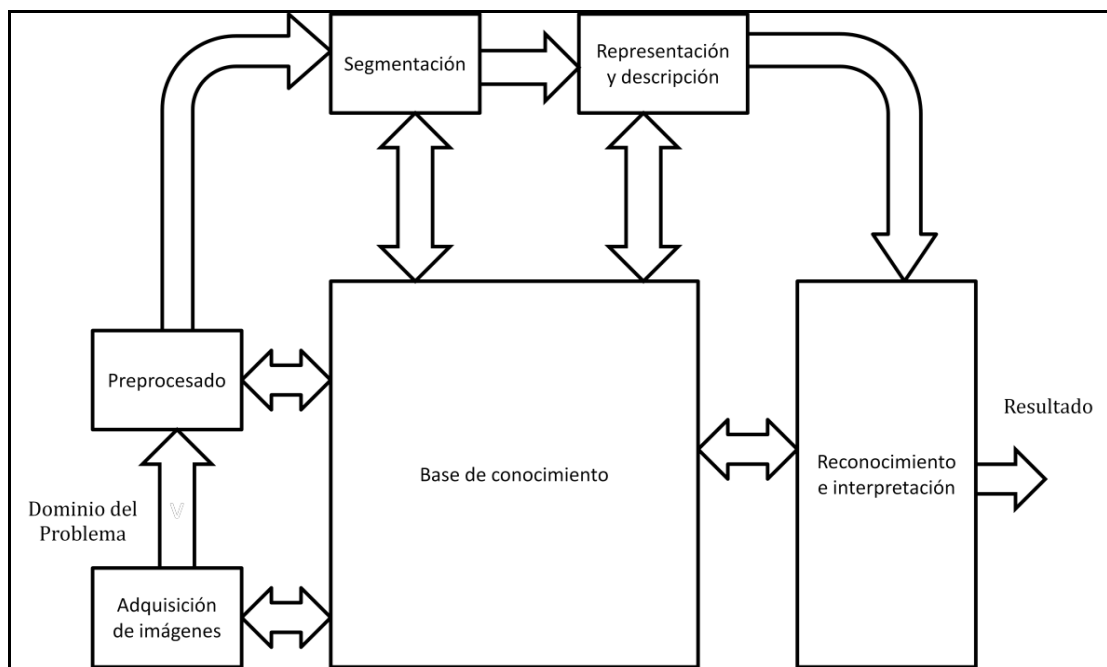 Segmentación
Representación
y descripción
Preprocesado
Base de conocimiento
Reconocimiento
e interpretación
Resultado
Dominio del
Problema
V
Adquisición
de imágenes